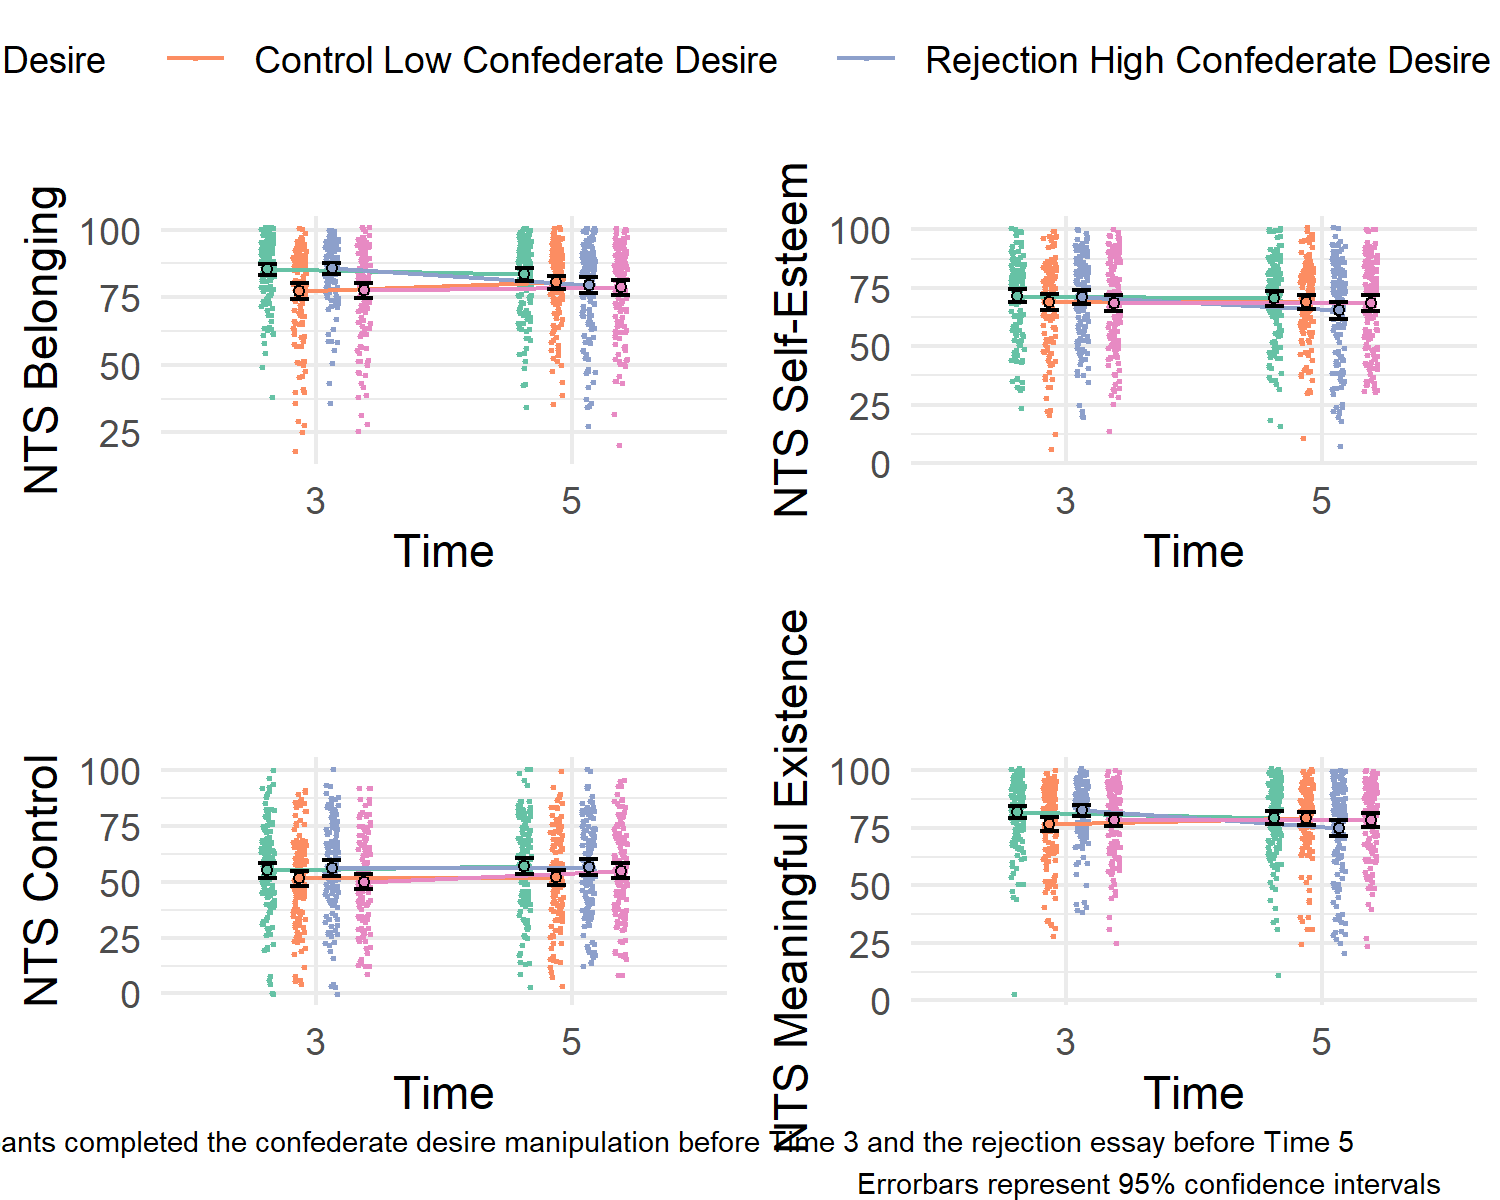 Desire Control Low Confederate Desire Rejection High Confederate Desire
NTS Belonging
100
75
50
25
3 5
Time
NTS Self-Esteem
100
75
50
25
0
3 5
Time
NTS Control
100
75
50
25
0
3 5
Time
NTS Meaningful Existence
100
75
50
25
0
3 5
Time
ants completed the confederate desire manipulation before Time 3 and the rejection essay before Time 5
Errorbars represent 95% confidence intervals